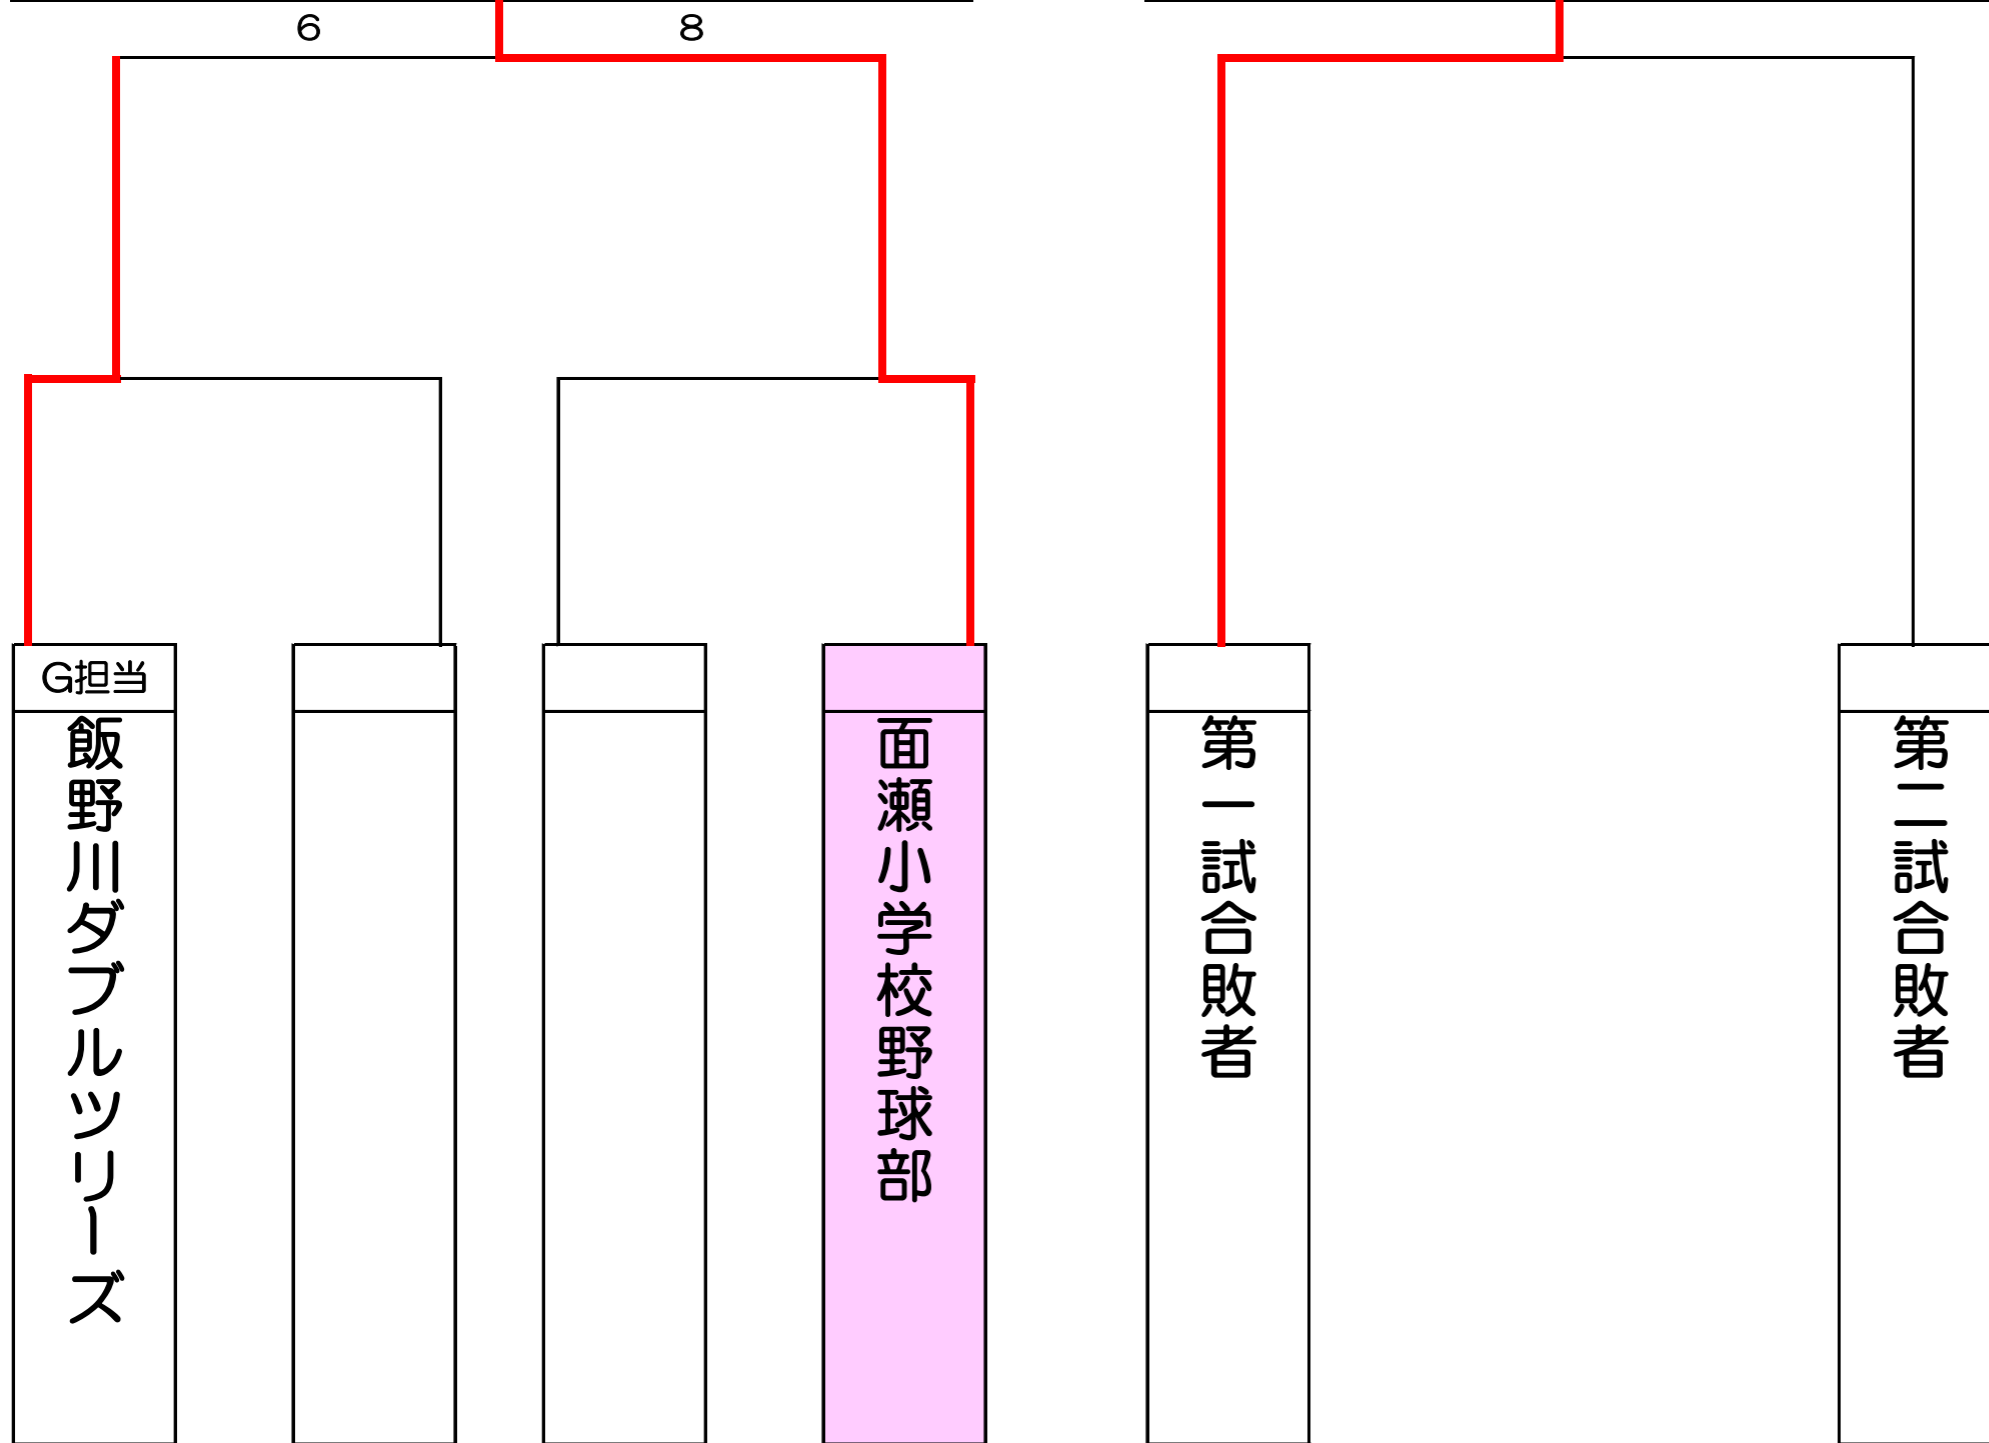 6
8
G担当
飯野川ダブルツリーズ
面瀬小学校野球部
第一試合敗者
第二試合敗者